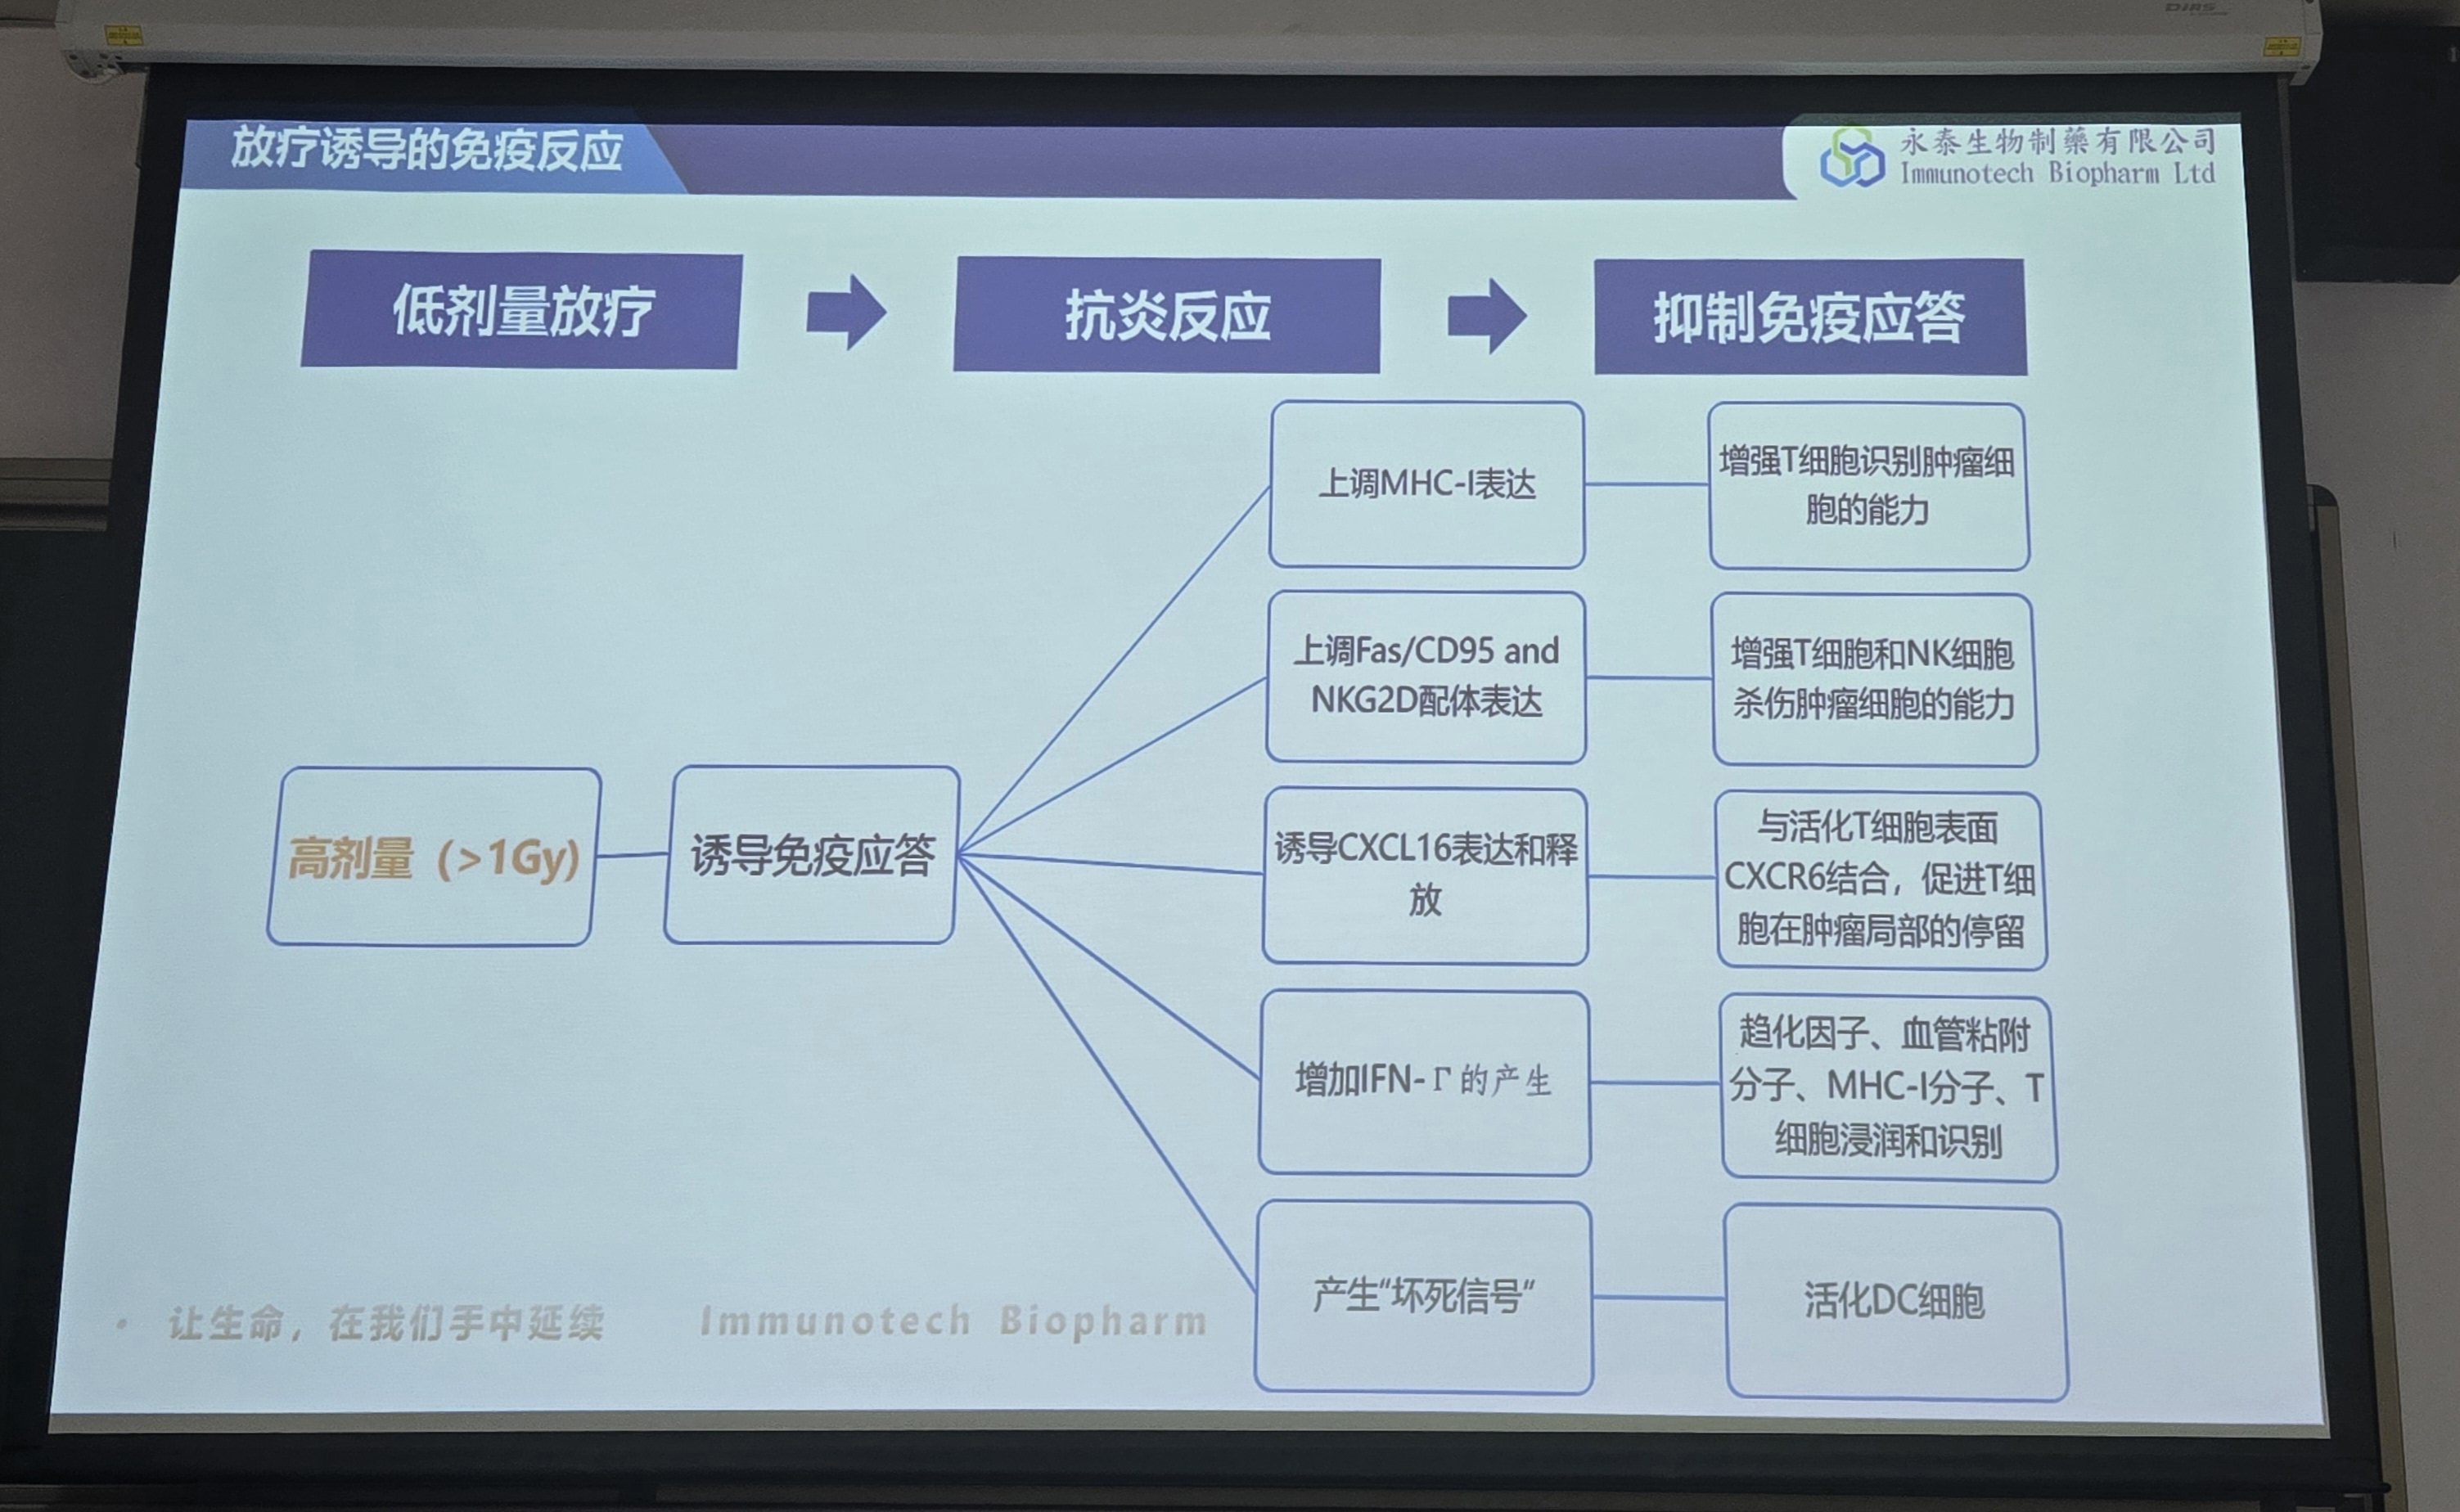 放疗诱导的免疫反应
永泰生物制藥有限公司
Immunotech Biopharm Ltd
低剂量放疗
抗炎反应
抑制免疫应答
高剂量（>1Gy)
诱导免疫应答
上调MHC-I表达
增强T细胞识别肿瘤细
胞的能力
上调Fas/CD95 and
NKG2D配体表达
增强T细胞和NK细胞
杀伤肿瘤细胞的能力
诱导CXCL16表达和释
放
与活化T细胞表面
CXCR6结合，促进T细
胞在肿瘤局部的停留
增加IFN-Γ的产生
趋化因子、血管粘附
分子、MHC-I分子、T
细胞浸润和识别
产生“坏死信号“
活化DC细胞
• 让生命，在我们手中延续 Immunotech Biopharm